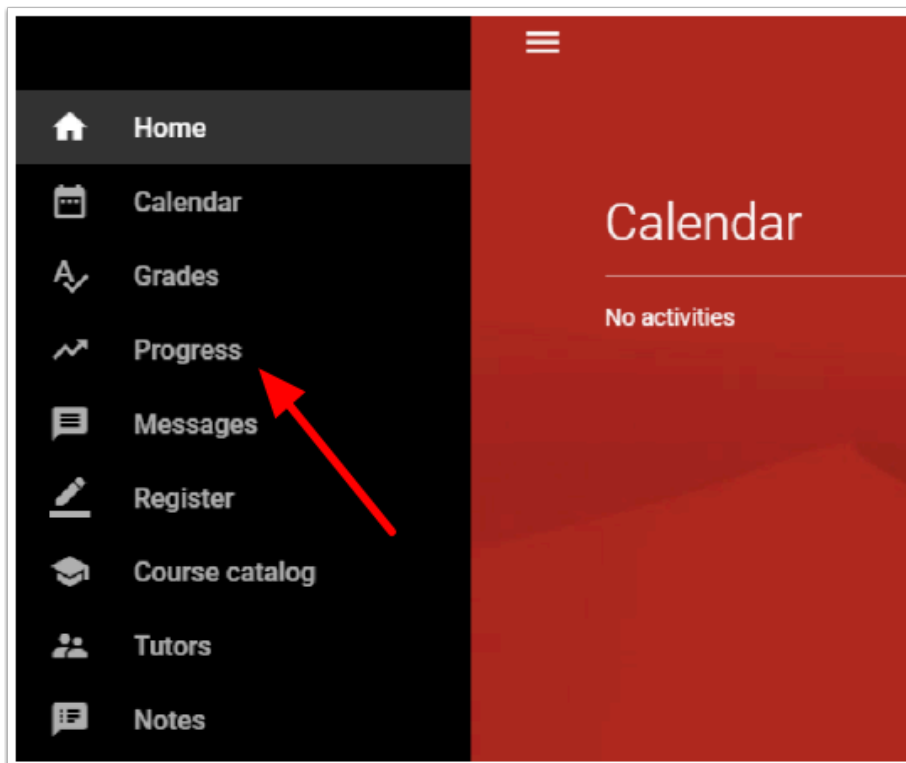 Home
Calendar
Grades
Progress
Messages
Register
Course catalog
Tutors
Notes
Calendar
No activities